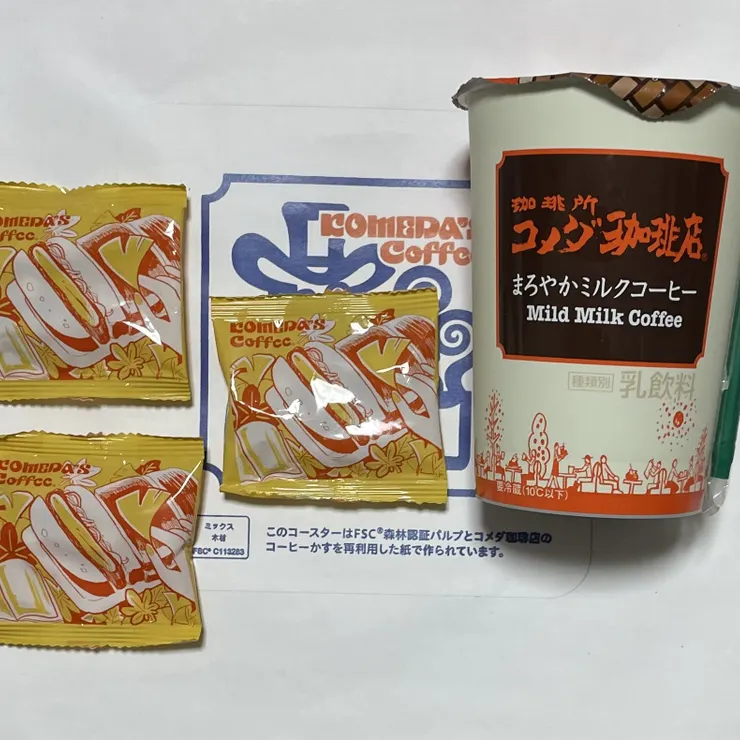 KOMEDA'S
Coffee
KOMEDA'S
Coffee
KOMEDA'S
Coffee
KOMEDA'S
Coffee
ミックス
木材
FSC® C113283
このコースターはFSC®森林認証パルプとコメダ珈琲店の
コーヒーかすを再利用した紙で作られています。
珈琲所
コメダ珈琲店®
まろやかミルクコーヒー
Mild Milk Coffee
種類別 乳飲料
要冷蔵(10℃以下)